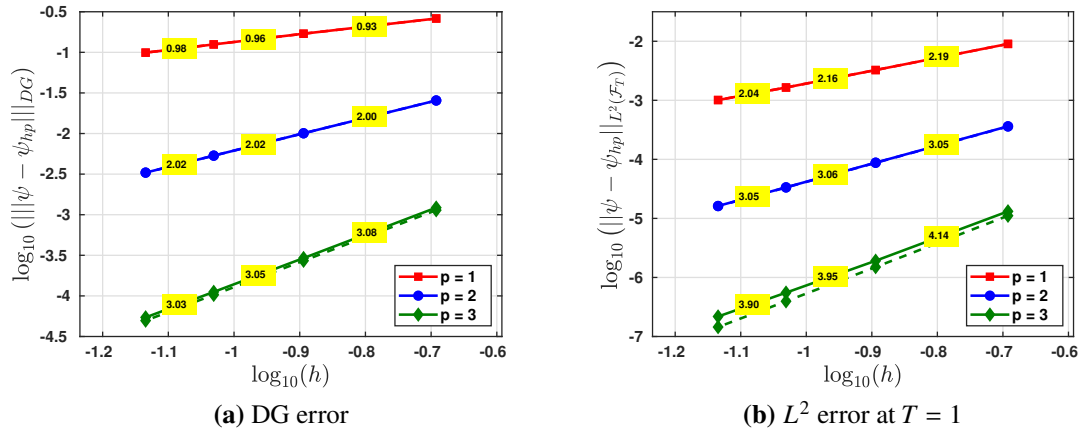 -0.5
-1
-1.5
-2
-2.5
-3
-3.5
-4
-4.5
-1.2 -1.1 -1 -0.9 -0.8 -0.7 -0.6
log₁₀(h)
log₁₀ (|||ψ − ψₕₚ|||_DG)
0.98 0.96 0.93
2.02 2.02 2.00
3.03 3.05 3.08
p = 1
p = 2
p = 3
(a) DG error
-2
-3
-4
-5
-6
-7
-1.2 -1.1 -1 -0.9 -0.8 -0.7 -0.6
log₁₀(h)
log₁₀ (||ψ − ψₕₚ||_{L²(𝓕_T)})
2.04 2.16 2.19
3.05 3.06 3.05
3.90 3.95 4.14
p = 1
p = 2
p = 3
(b) L² error at T = 1